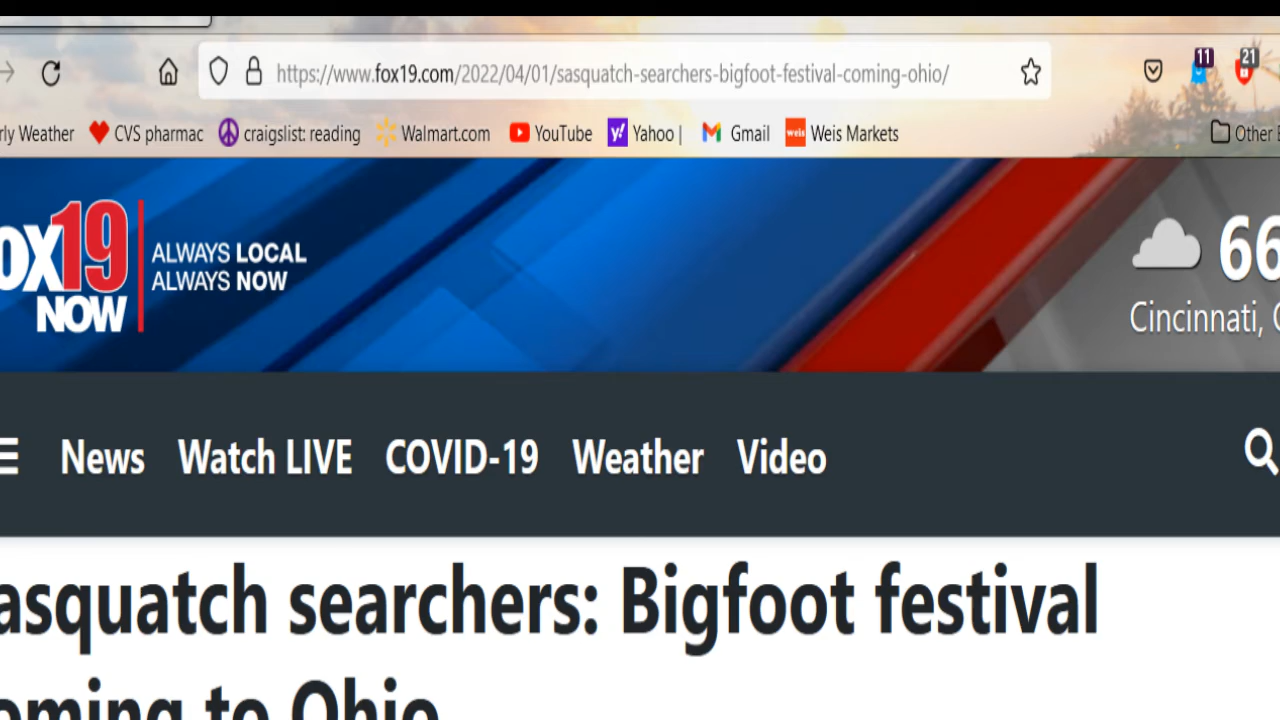 https://www.fox19.com/2022/04/01/sasquatch-searchers-bigfoot-festival-coming-ohio/ 11 21
rly Weather CVS pharmac craigslist: reading Walmart.com YouTube y! Yahoo | Gmail weis Weis Markets Other
OX19 NOW
ALWAYS LOCAL
ALWAYS NOW
66
Cincinnati,
News Watch LIVE COVID-19 Weather Video
asquatch searchers: Bigfoot festival
oming to Ohio